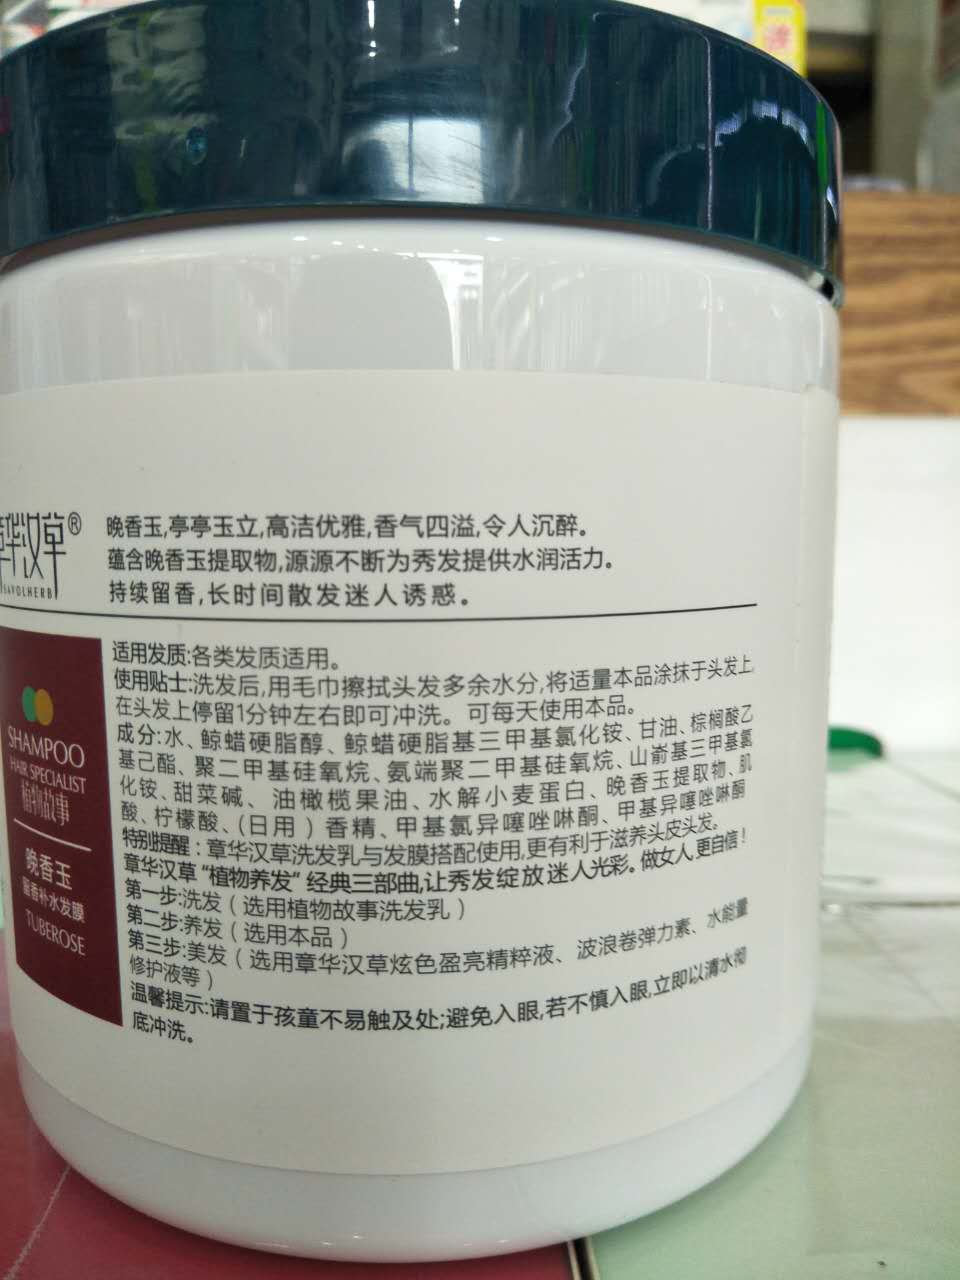 华汉草®
SAVOLHERB
晚香玉,亭亭玉立,高洁优雅,香气四溢,令人沉醉。
蕴含晚香玉提取物,源源不断为秀发提供水润活力。
持续留香,长时间散发迷人诱惑。
SHAMPOO
HAIR SPECIALIST
植物故事
晚香玉
蜜香补水发膜
TUBEROSE
适用发质:各类发质适用。
使用贴士:洗发后,用毛巾擦拭头发多余水分,将适量本品涂抹于头发上,
在头发上停留1分钟左右即可冲洗。可每天使用本品。
成分:水、鲸蜡硬脂醇、鲸蜡硬脂基三甲基氯化铵、甘油、棕榈酸乙
基己酯、聚二甲基硅氧烷、氨端聚二甲基硅氧烷、山嵛基三甲基氯
化铵、甜菜碱、油橄榄果油、水解小麦蛋白、晚香玉提取物、肌
酸、柠檬酸、(日用)香精、甲基氯异噻唑啉酮、甲基异噻唑啉酮
特别提醒:章华汉草洗发乳与发膜搭配使用,更有利于滋养头皮头发。
章华汉草“植物养发”经典三部曲,让秀发绽放迷人光彩。做女人,更自信!
第一步:洗发(选用植物故事洗发乳)
第二步:养发(选用本品)
第三步:美发(选用章华汉草炫色盈亮精粹液、波浪卷弹力素、水能量
修护液等)
温馨提示:请置于孩童不易触及处;避免入眼,若不慎入眼,立即以清水彻
底冲洗。